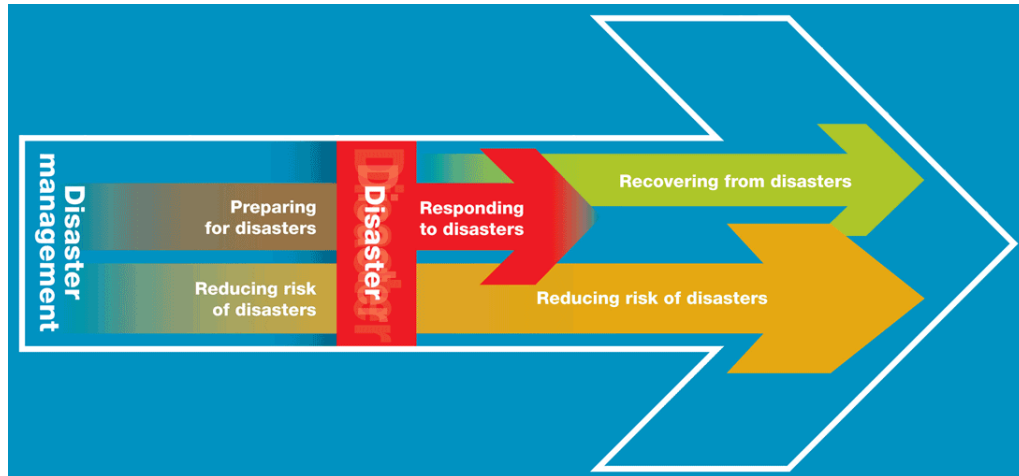 Disaster
management
Preparing
for disasters
Reducing risk
of disasters
Disaster
Responding
to disasters
Recovering from disasters
Reducing risk of disasters